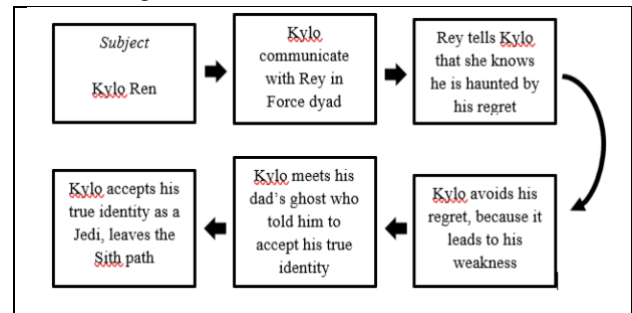 Subject
Kylo Ren
Kylo
communicate
with Rey in
Force dyad
Rey tells Kylo
that she knows
he is haunted by
his regret
Kylo avoids his
regret, because it
leads to his
weakness
Kylo meets his
dad's ghost who
told him to
accept his true
identity
Kylo accepts his
true identity as a
Jedi, leaves the
Sith path